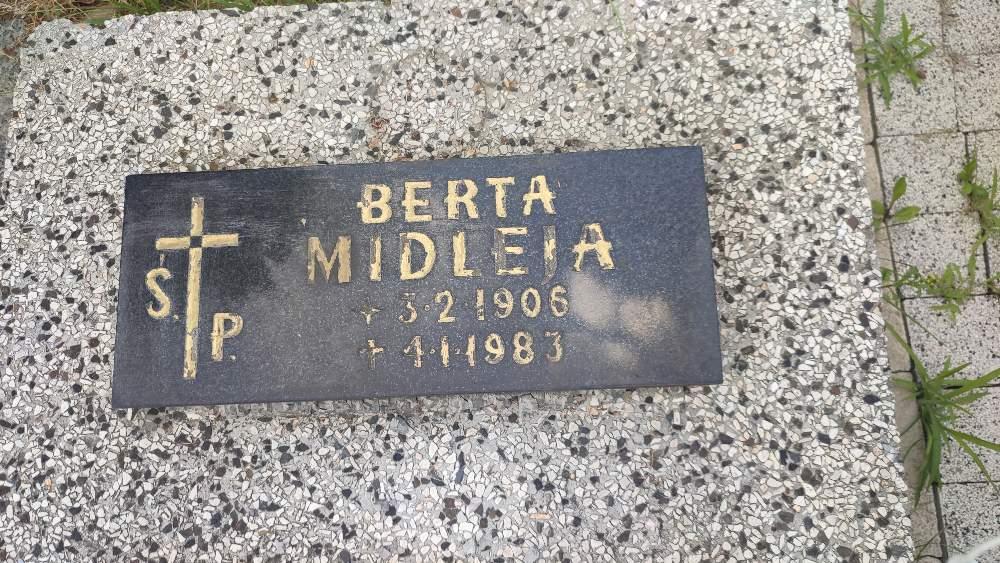 Ś. P.
BERTA
MIDLEJA
+ 3·2·1906
+ 4·1·1983